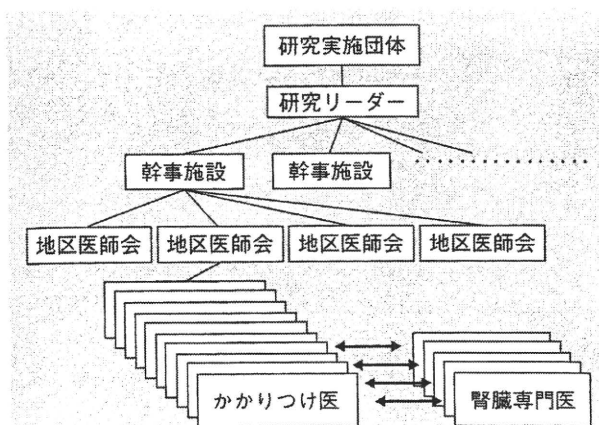 研究実施団体
研究リーダー
幹事施設
幹事施設
地区医師会
地区医師会
地区医師会
地区医師会
かかりつけ医
腎臓専門医